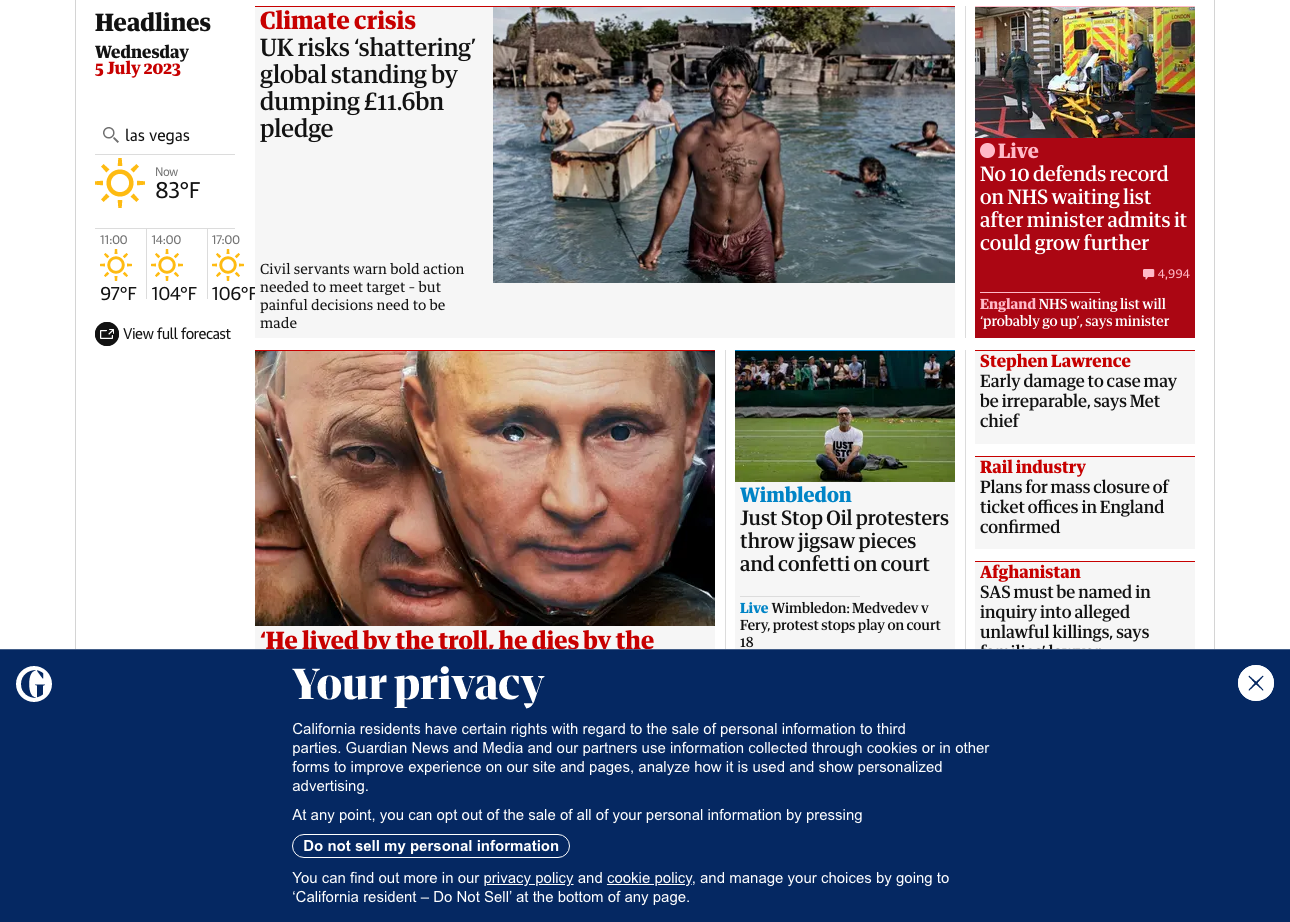 Headlines
Wednesday
5 July 2023
las vegas
Now
83°F
11:00
14:00
17:00
97°F
104°F
106°F
View full forecast
Climate crisis
UK risks ‘shattering’
global standing by
dumping £11.6bn
pledge
Civil servants warn bold action
needed to meet target – but
painful decisions need to be
made
Live
No 10 defends record
on NHS waiting list
after minister admits it
could grow further
4,994
England NHS waiting list will
‘probably go up’, says minister
‘He lived by the troll, he dies by the
JUST
Wimbledon
Just Stop Oil protesters
throw jigsaw pieces
and confetti on court
Live Wimbledon: Medvedev v
Fery, protest stops play on court
18
Stephen Lawrence
Early damage to case may
be irreparable, says Met
chief
Rail industry
Plans for mass closure of
ticket offices in England
confirmed
Afghanistan
SAS must be named in
inquiry into alleged
unlawful killings, says
Your privacy
California residents have certain rights with regard to the sale of personal information to third
parties. Guardian News and Media and our partners use information collected through cookies or in other
forms to improve experience on our site and pages, analyze how it is used and show personalized
advertising.
At any point, you can opt out of the sale of all of your personal information by pressing
Do not sell my personal information
You can find out more in our privacy policy and cookie policy, and manage your choices by going to
‘California resident – Do Not Sell’ at the bottom of any page.